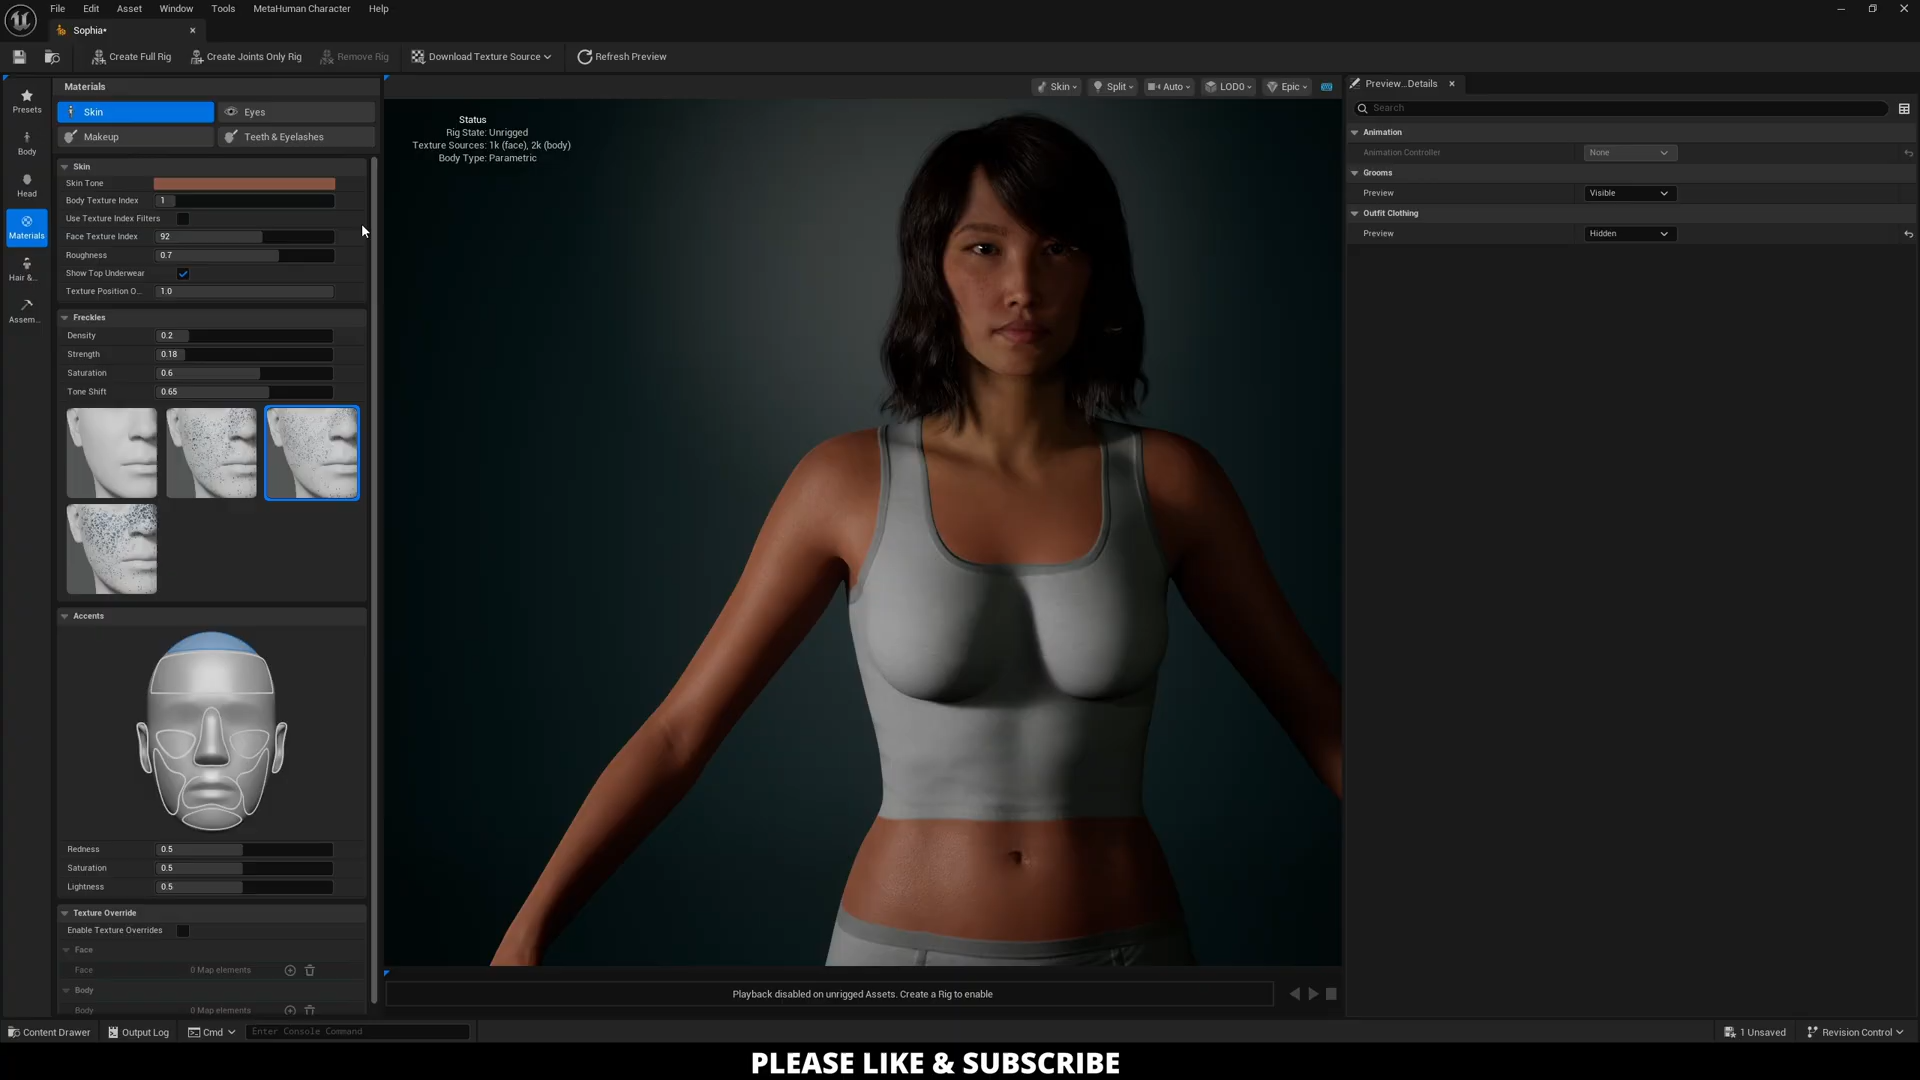 File Edit Asset Window Tools MetaHuman Character Help
Sophia•
Create Full Rig Create Joints Only Rig Remove Rig Download Texture Source Refresh Preview
Presets
Body
Head
Materials
Hair &...
Assem...
Materials
Skin Eyes
Makeup Teeth & Eyelashes
Skin
Skin Tone
Body Texture Index 1
Use Texture Index Filters
Face Texture Index 92
Roughness 0.7
Show Top Underwear
Texture Position O... 1.0
Freckles
Density 0.2
Strength 0.18
Saturation 0.6
Tone Shift 0.65
Accents
Redness 0.5
Saturation 0.5
Lightness 0.5
Texture Override
Enable Texture Overrides
Face
Face 0 Map elements
Body
Body 0 Map elements
Skin Split Auto LOD0 Epic
Status
Rig State: Unrigged
Texture Sources: 1k (face), 2k (body)
Body Type: Parametric
Playback disabled on unrigged Assets. Create a Rig to enable
Preview...Details
Search
Animation
Animation Controller None
Grooms
Preview Visible
Outfit Clothing
Preview Hidden
Content Drawer Output Log Cmd Enter Console Command 1 Unsaved Revision Control
PLEASE LIKE & SUBSCRIBE